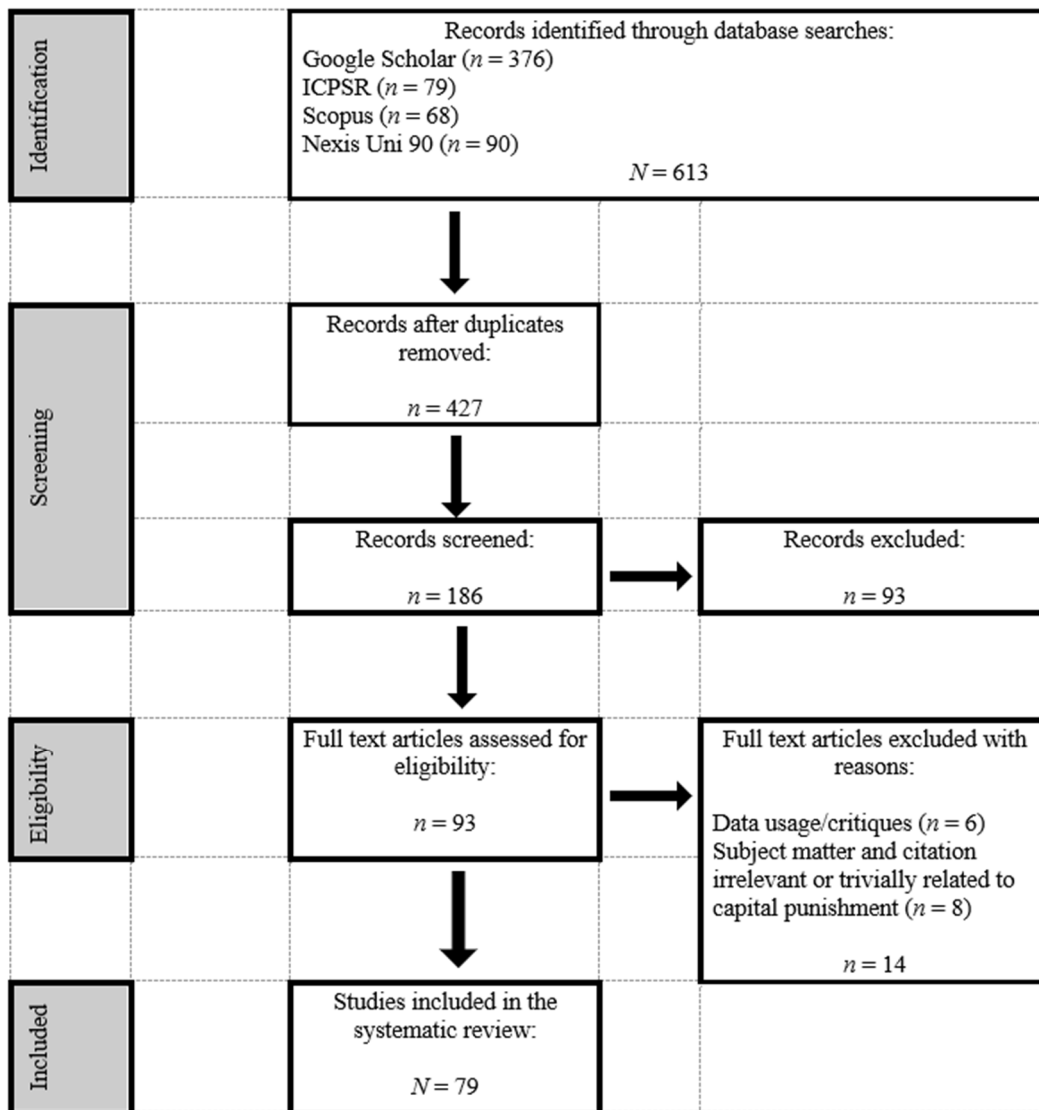 Identification
Records identified through database searches:
Google Scholar (n = 376)
ICPSR (n = 79)
Scopus (n = 68)
Nexis Uni 90 (n = 90)
N = 613
Screening
Records after duplicates
removed:
n = 427
Records screened:
n = 186
Records excluded:
n = 93
Eligibility
Full text articles assessed for
eligibility:
n = 93
Full text articles excluded with
reasons:
Data usage/critiques (n = 6)
Subject matter and citation
irrelevant or trivially related to
capital punishment (n = 8)
n = 14
Included
Studies included in the
systematic review:
N = 79